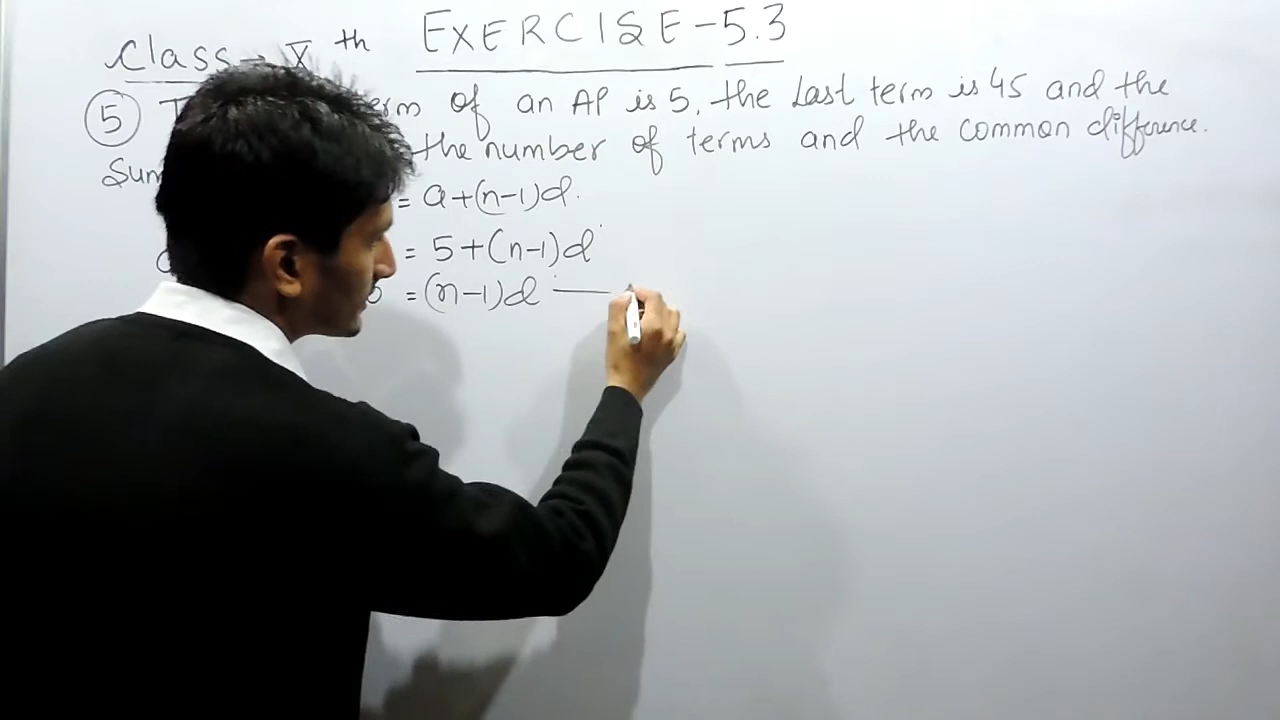 Class - X th EXERCISE-5.3
5 of an AP is 5, the Last term is 45 and the
Sum the number of terms and the common difference.
= a+(n-1)d.
= 5+(n-1)d
= (n-1)d